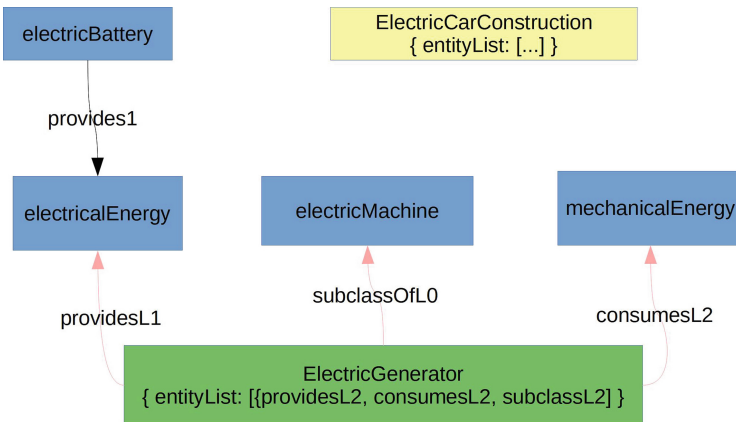 electricBattery
ElectricCarConstruction
{ entityList: [...] }
provides1
electricalEnergy
electricMachine
mechanicalEnergy
providesL1
subclassOfL0
consumesL2
ElectricGenerator
{ entityList: [{providesL2, consumesL2, subclassL2] }